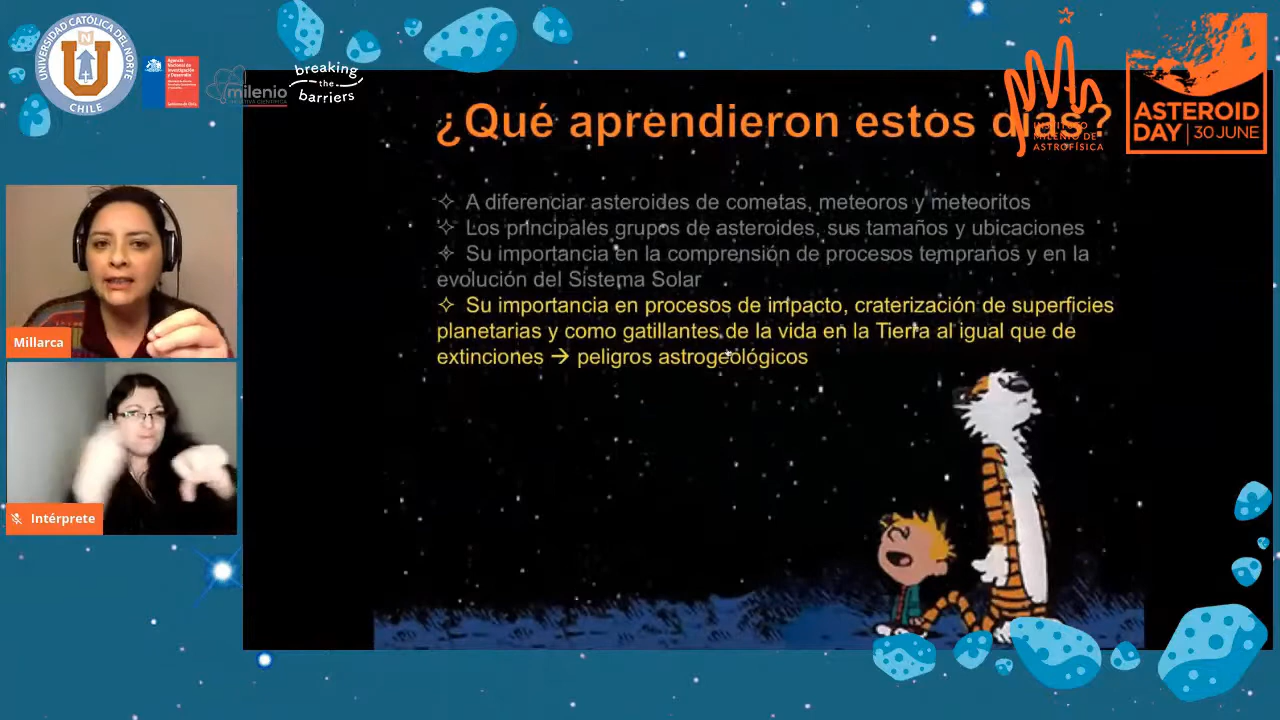 UNIVERSIDAD CATÓLICA DEL NORTE
CHILE
milenio
breaking
the
barriers
¿Qué aprendieron estos días?
INSTITUTO
MILENIO DE
ASTROFÍSICA
ASTEROID
DAY | 30 JUNE
✧ A diferenciar asteroides de cometas, meteoros y meteoritos
✧ Los principales grupos de asteroides, sus tamaños y ubicaciones
✧ Su importancia en la comprensión de procesos tempranos y en la
evolución del Sistema Solar
✧ Su importancia en procesos de impacto, craterización de superficies
planetarias y como gatillantes de la vida en la Tierra al igual que de
extinciones → peligros astrogeológicos
Millarca
Intérprete